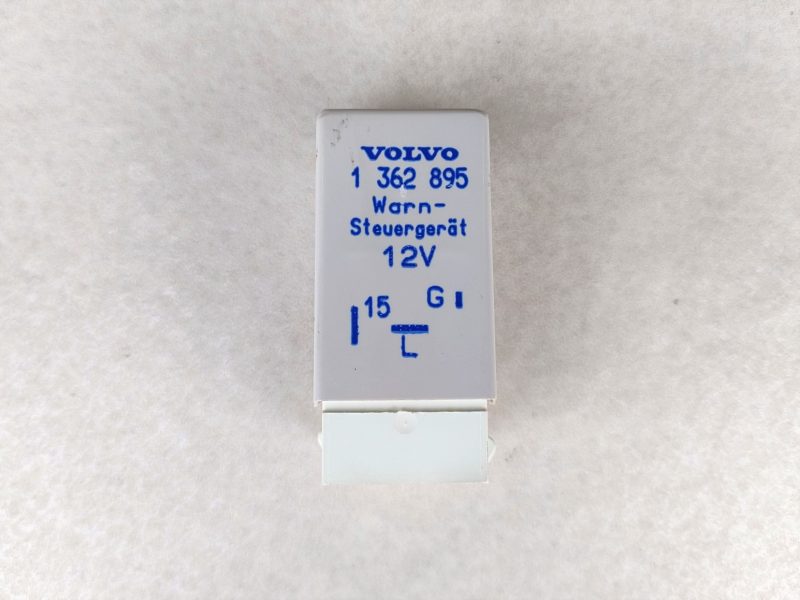 VOLVO
1 362 895
Warn-
Steuergerät
12V
15 G
L